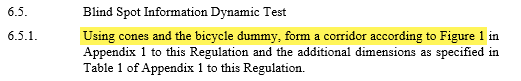 6.5. Blind Spot Information Dynamic Test
6.5.1. Using cones and the bicycle dummy, form a corridor according to Figure 1 in
Appendix 1 to this Regulation and the additional dimensions as specified in
Table 1 of Appendix 1 to this Regulation.